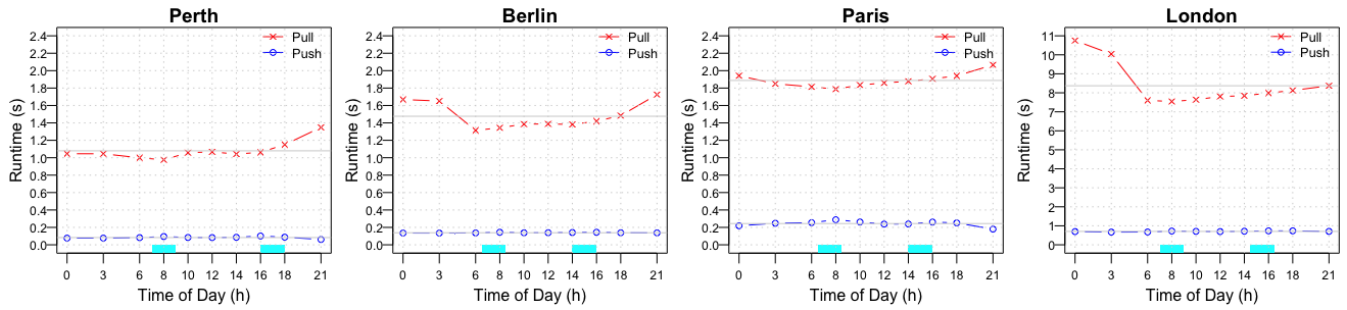 Perth
Runtime (s)
2.4
2.2
2.0
1.8
1.6
1.4
1.2
1.0
0.8
0.6
0.4
0.2
0.0
Pull
Push
0 3 6 8 10 12 14 16 18 21
Time of Day (h)
Berlin
Runtime (s)
2.4
2.2
2.0
1.8
1.6
1.4
1.2
1.0
0.8
0.6
0.4
0.2
0.0
Pull
Push
0 3 6 8 10 12 14 16 18 21
Time of Day (h)
Paris
Runtime (s)
2.4
2.2
2.0
1.8
1.6
1.4
1.2
1.0
0.8
0.6
0.4
0.2
0.0
Pull
Push
0 3 6 8 10 12 14 16 18 21
Time of Day (h)
London
Runtime (s)
11
10
9
8
7
6
5
4
3
2
1
0
Pull
Push
0 3 6 8 10 12 14 16 18 21
Time of Day (h)